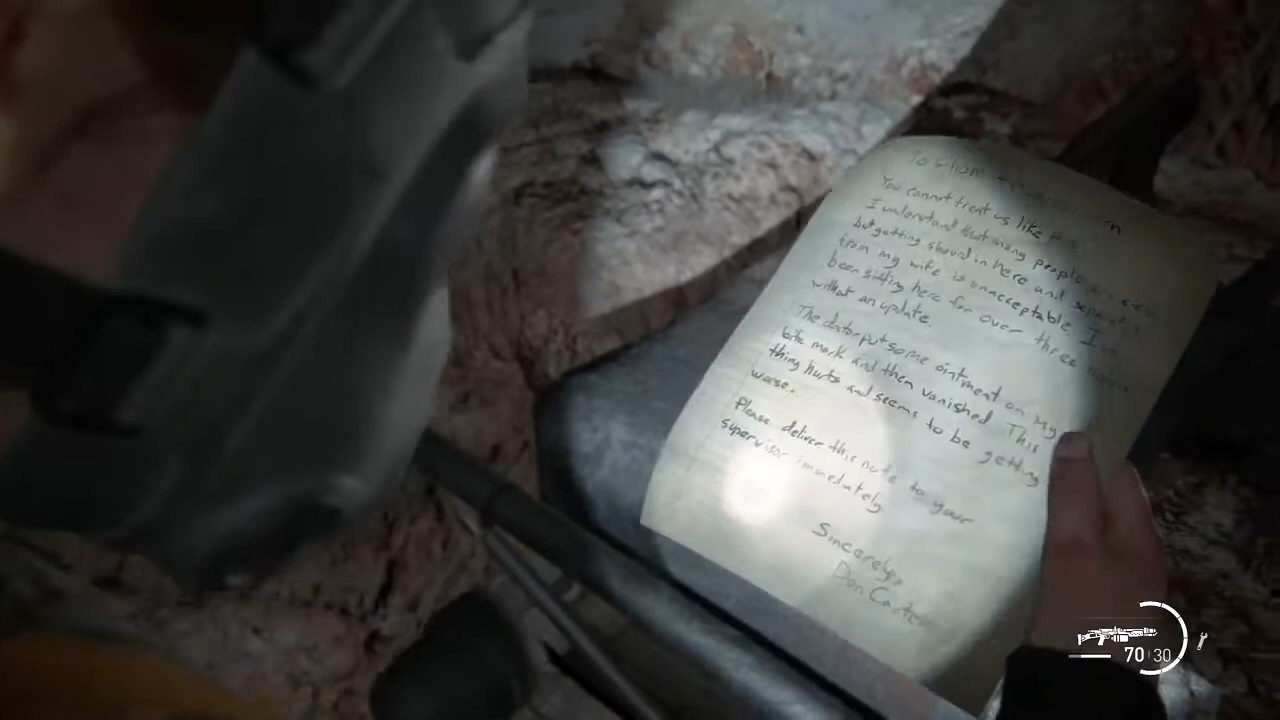 To whom
You cannot treat us like this
I understand that many people are sick
but getting shoved in here and separated
from my wife is unacceptable I'm
been sitting here for over three
without an update.
The doctor put some ointment on my
bite mark and then vanished This
thing hurts and seems to be getting
worse.
Please deliver this note to your
supervisor immediately
Sincerely,
Don Carter
70 30